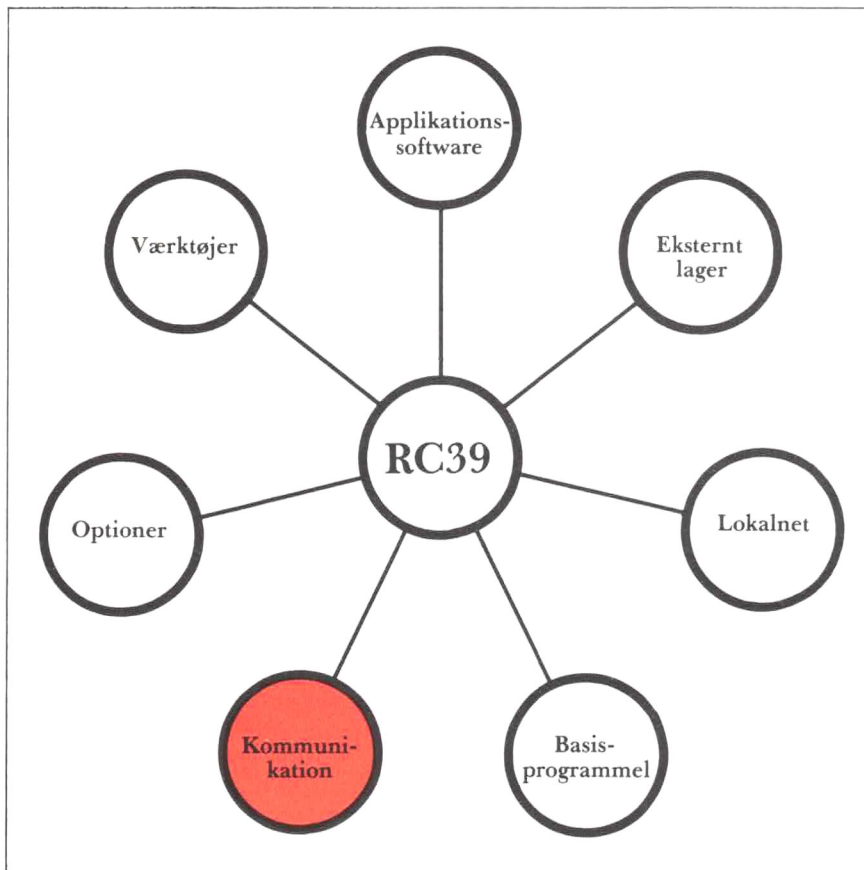 Applikations-
software
Værktøjer
Eksternt
lager
RC39
Optioner
Lokalnet
Kommuni-
kation
Basis-
programmel